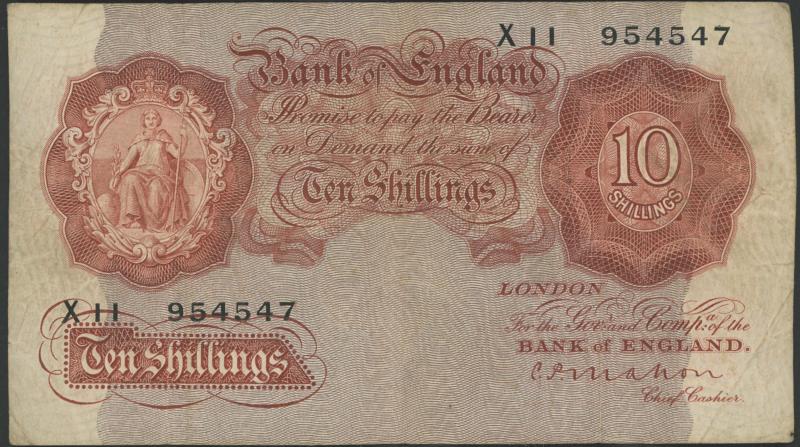 X11 954547
Bank of England
Promise to pay the Bearer
on Demand the sum of
Ten Shillings
10
SHILLINGS
LONDON
For the Gov:r and Comp:a of the
BANK of ENGLAND.
C.P. Mahon
Chief Cashier.
X11 954547
Ten Shillings